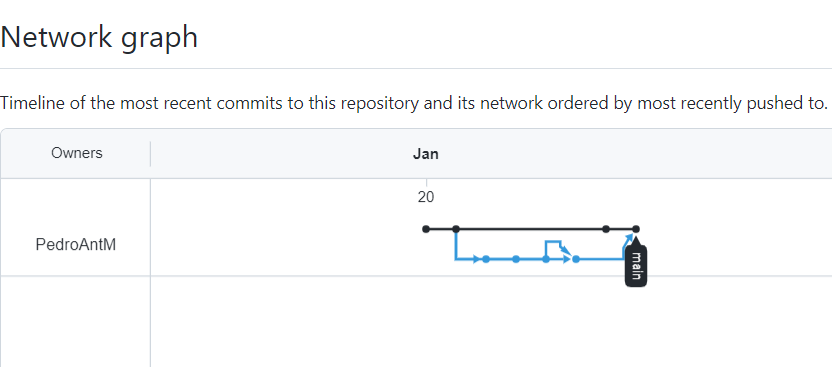 Network graph
Timeline of the most recent commits to this repository and its network ordered by most recently pushed to.
Owners
Jan
20
PedroAntM
main